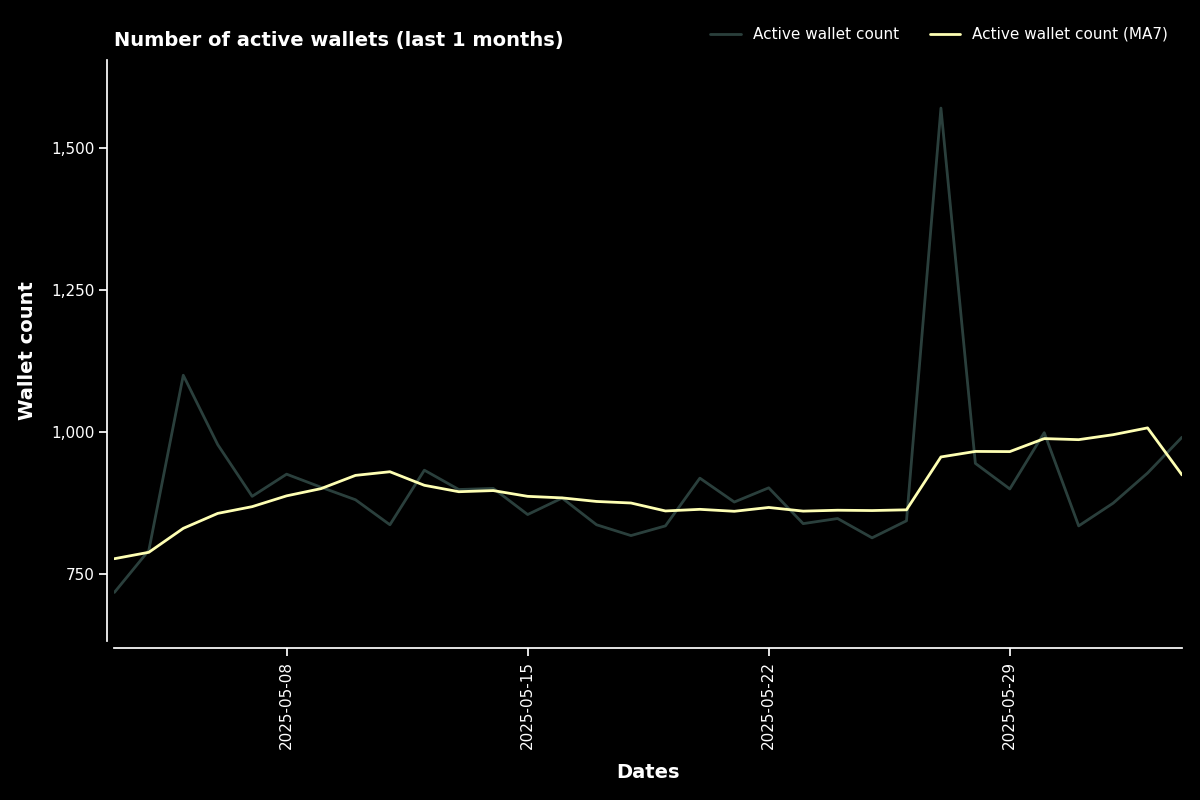 Number of active wallets (last 1 months)
Active wallet count
Active wallet count (MA7)
Wallet count
1,500
1,250
1,000
750
2025-05-08
2025-05-15
2025-05-22
2025-05-29
Dates